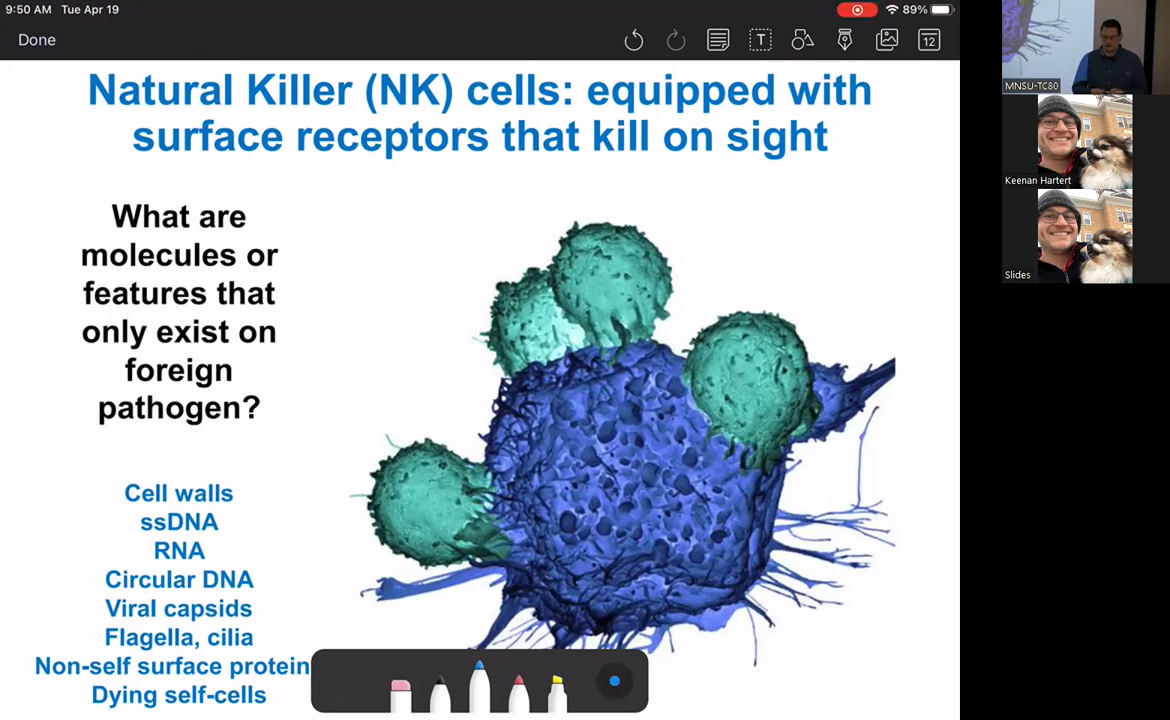 9:50 AM Tue Apr 19
89%
Done
T
12
Natural Killer (NK) cells: equipped with
surface receptors that kill on sight
What are
molecules or
features that
only exist on
foreign
pathogen?
Cell walls
ssDNA
RNA
Circular DNA
Viral capsids
Flagella, cilia
Non-self surface protein
Dying self-cells
MNSU-TC80
Keenan Hartert
Slides